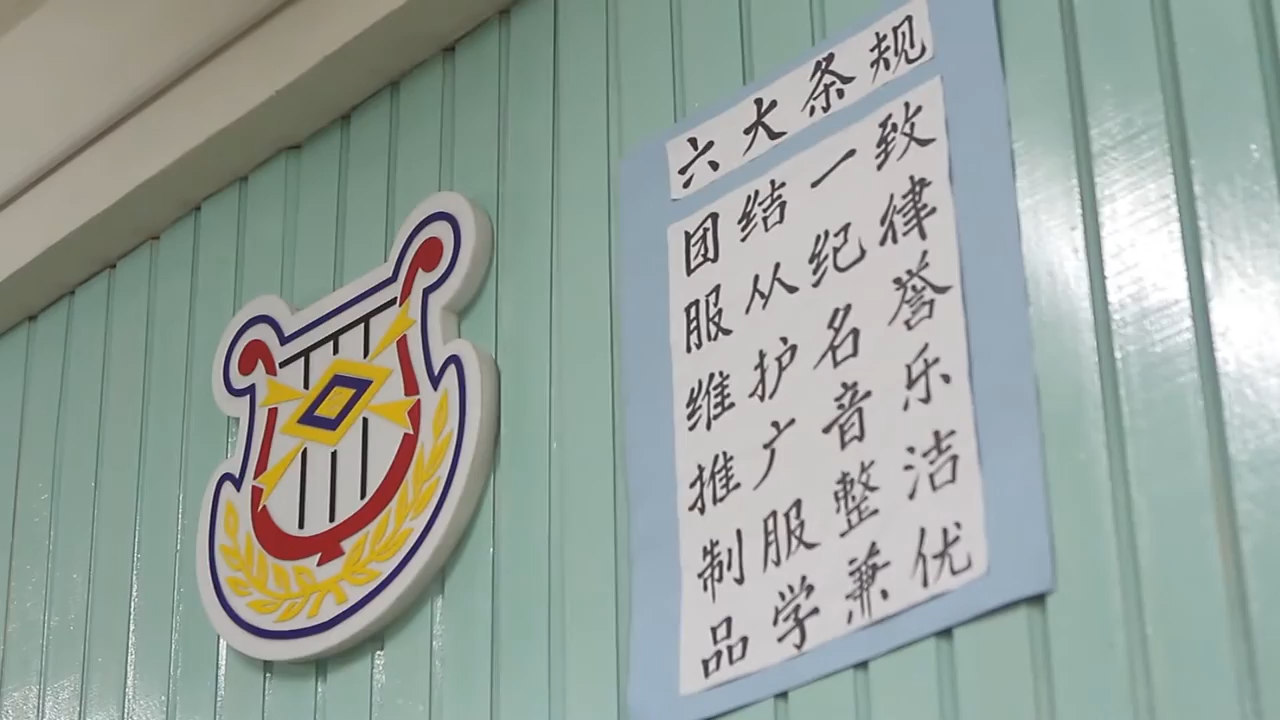 六大条规
团结一致
服从纪律
维护名誉
推广音乐
制服整洁
品学兼优